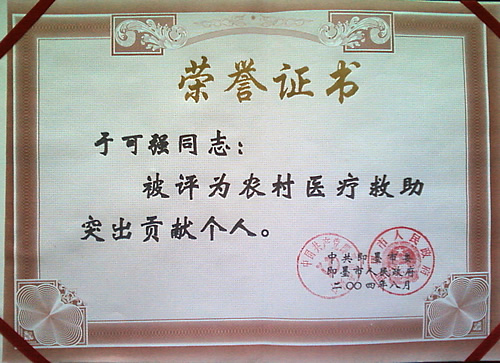 荣誉证书
于可强同志：
被评为农村医疗救助
突出贡献个人。
中共即墨市委
即墨市人民政府
二〇〇四年八月